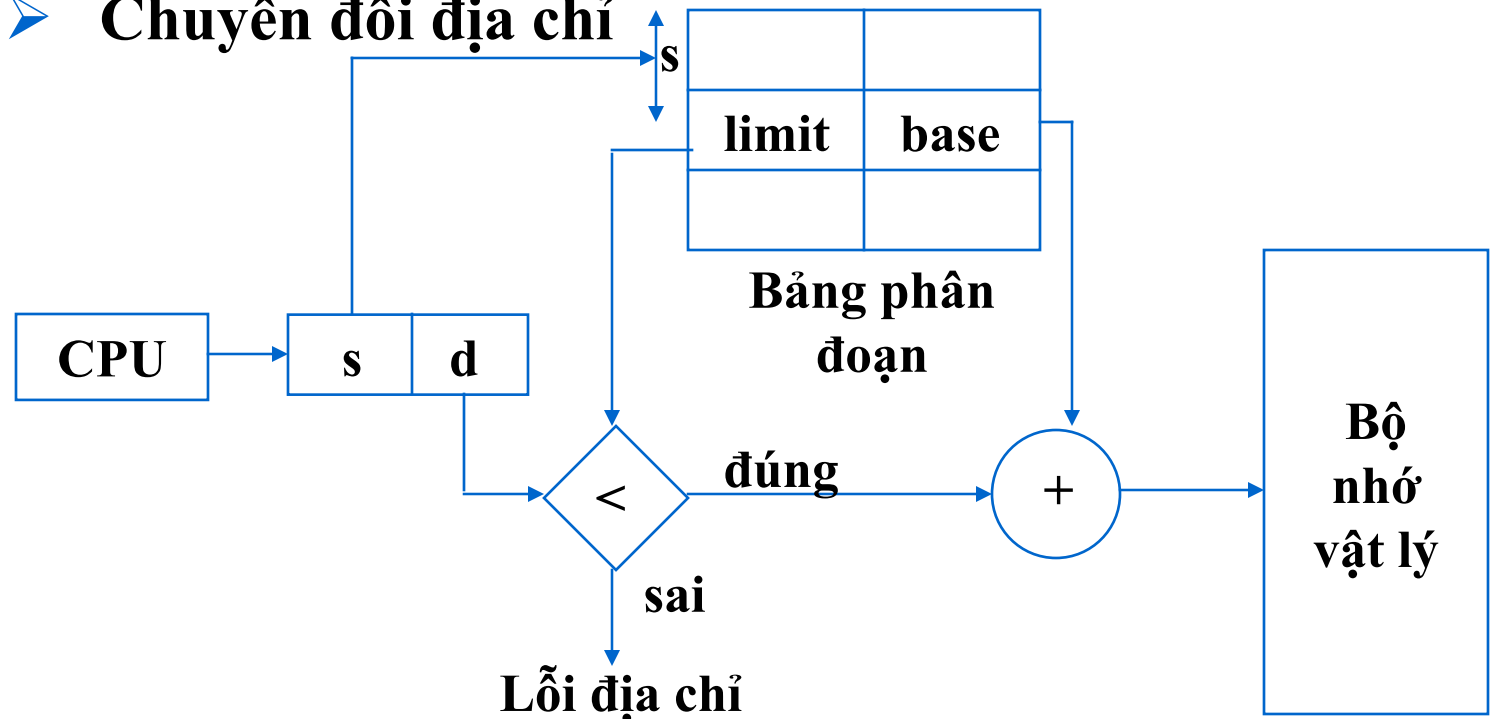 Chuyển đổi địa chỉ
s
limit base
Bảng phân
đoạn
CPU
s d
Bộ
nhớ
vật lý
đúng
<
+
sai
Lỗi địa chỉ